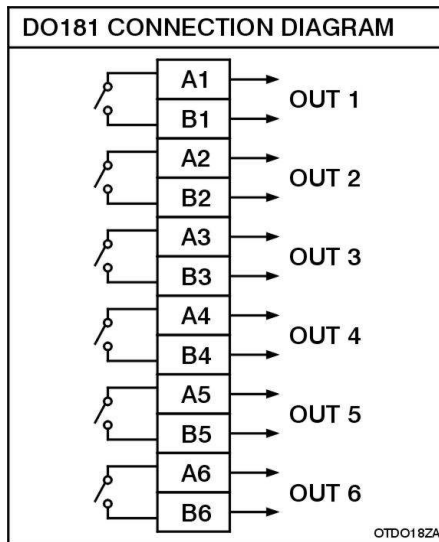 DO181 CONNECTION DIAGRAM
A1
OUT 1
B1
A2
OUT 2
B2
A3
OUT 3
B3
A4
OUT 4
B4
A5
OUT 5
B5
A6
OUT 6
B6
OTDO18ZA